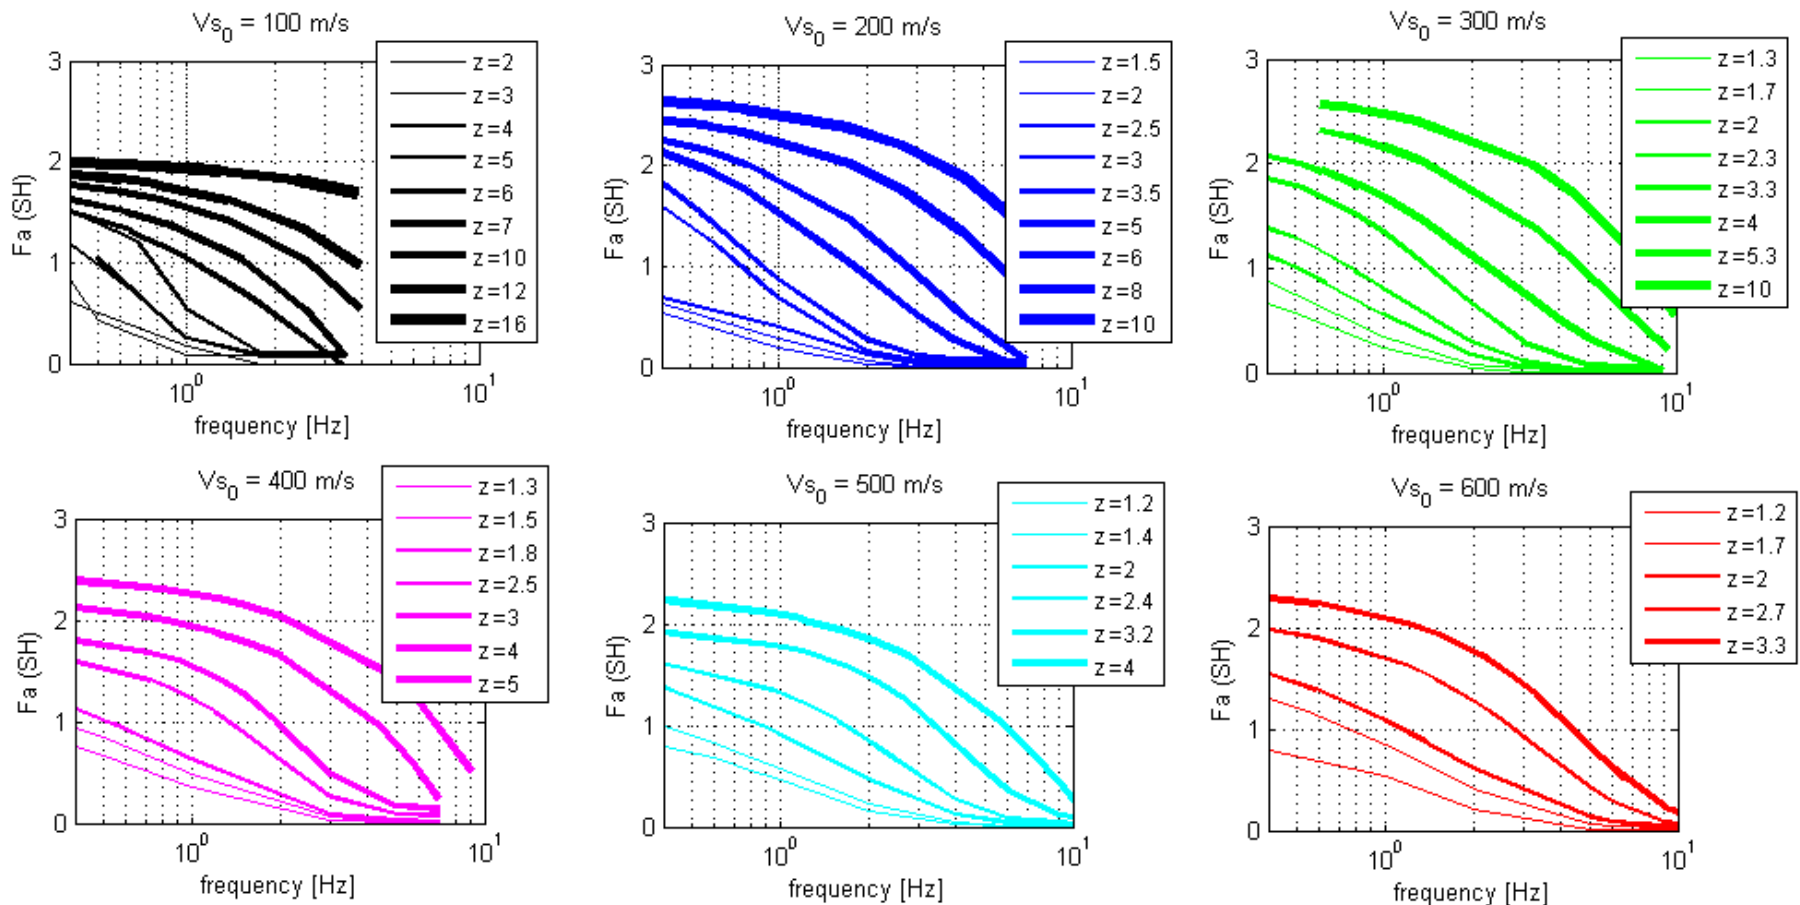 Vs0 = 100 m/s
3
2
1
0
Fa (SH)
10^0
10^1
frequency [Hz]
z=2
z=3
z=4
z=5
z=6
z=7
z=10
z=12
z=16
Vs0 = 200 m/s
3
2
1
0
Fa (SH)
10^0
10^1
frequency [Hz]
z=1.5
z=2
z=2.5
z=3
z=3.5
z=5
z=6
z=8
z=10
Vs0 = 300 m/s
3
2
1
0
Fa (SH)
10^0
10^1
frequency [Hz]
z=1.3
z=1.7
z=2
z=2.3
z=3.3
z=4
z=5.3
z=10
Vs0 = 400 m/s
3
2
1
0
Fa (SH)
10^0
10^1
frequency [Hz]
z=1.3
z=1.5
z=1.8
z=2.5
z=3
z=4
z=5
Vs0 = 500 m/s
3
2
1
0
Fa (SH)
10^0
10^1
frequency [Hz]
z=1.2
z=1.4
z=2
z=2.4
z=3.2
z=4
Vs0 = 600 m/s
3
2
1
0
Fa (SH)
10^0
10^1
frequency [Hz]
z=1.2
z=1.7
z=2
z=2.7
z=3.3